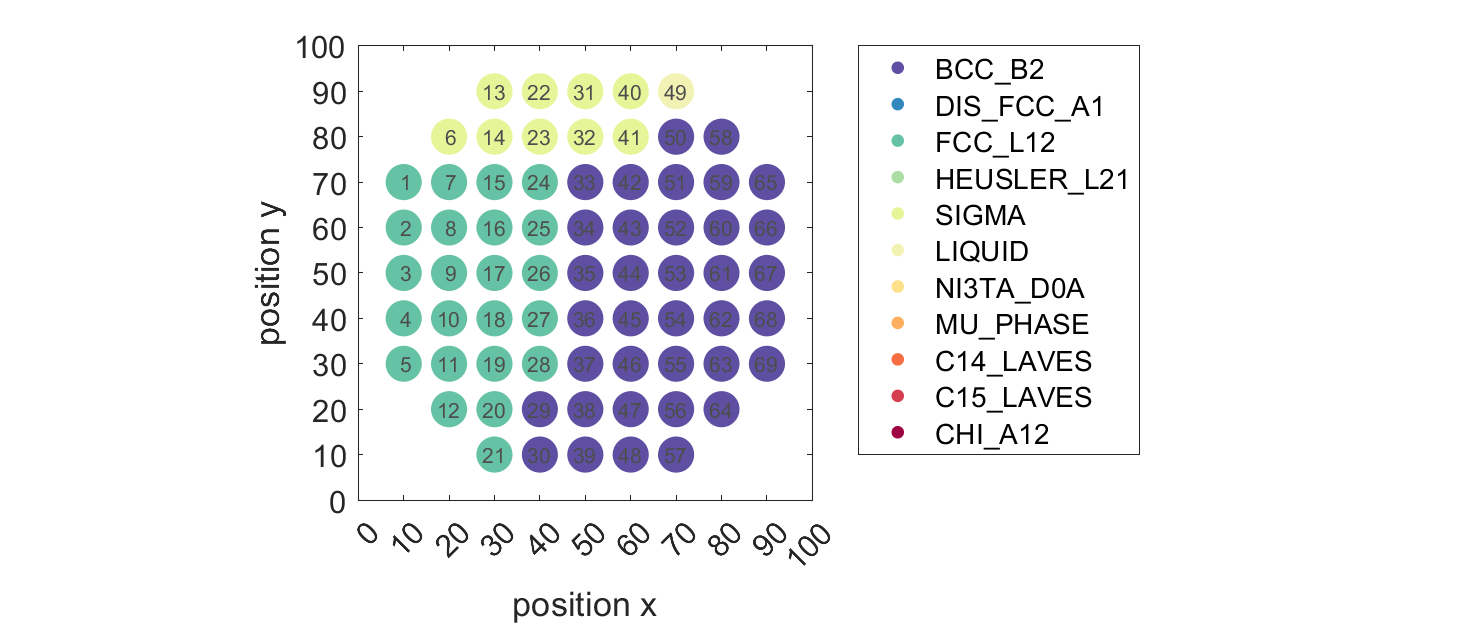 100
90
80
70
60
50
40
30
20
10
0
position y
13 22 31 40 49
6 14 23 32 41 50 58
1 7 15 24 33 42 51 59 65
2 8 16 25 34 43 52 60 66
3 9 17 26 35 44 53 61 67
4 10 18 27 36 45 54 62 68
5 11 19 28 37 46 55 63 69
12 20 29 38 47 56 64
21 30 39 48 57
0 10 20 30 40 50 60 70 80 90 100
position x
BCC_B2
DIS_FCC_A1
FCC_L12
HEUSLER_L21
SIGMA
LIQUID
NI3TA_D0A
MU_PHASE
C14_LAVES
C15_LAVES
CHI_A12